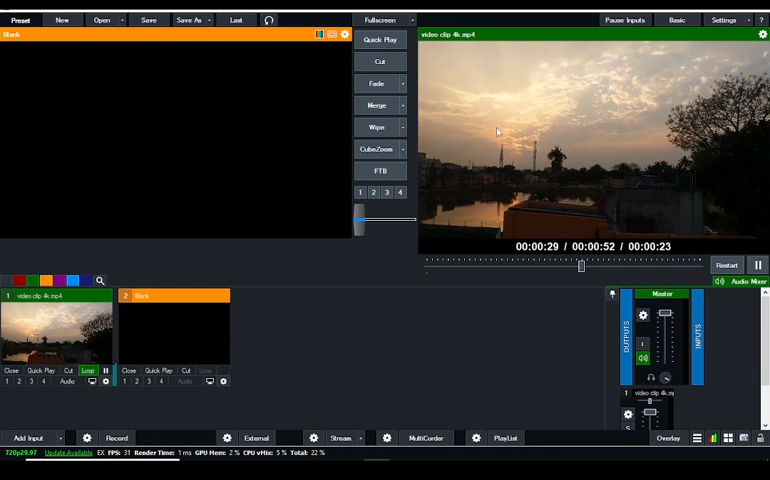 Preset New Open Save Save As Last Fullscreen Pause Inputs Basic Settings ?
Blank
video clip 4k.mp4
Quick Play
Cut
Fade
Merge
Wipe
CubeZoom
FTB
1 2 3 4
00:00:29 / 00:00:52 / 00:00:23
Restart
Audio Mixer
1 video clip 4k.mp4
2 Blank
Master
OUTPUTS
INPUTS
Close Quick Play Cut Loop
1 2 3 4 Audio
Close Quick Play Cut Loop
1 2 3 4 Audio
1 video clip 4k.m
S
Add Input Record External Stream MultiCorder PlayList Overlay
720p29.97 Update Available EX FPS: 31 Render Time: 1 ms GPU Mem: 2 % CPU vMix: 5 % Total: 22 %